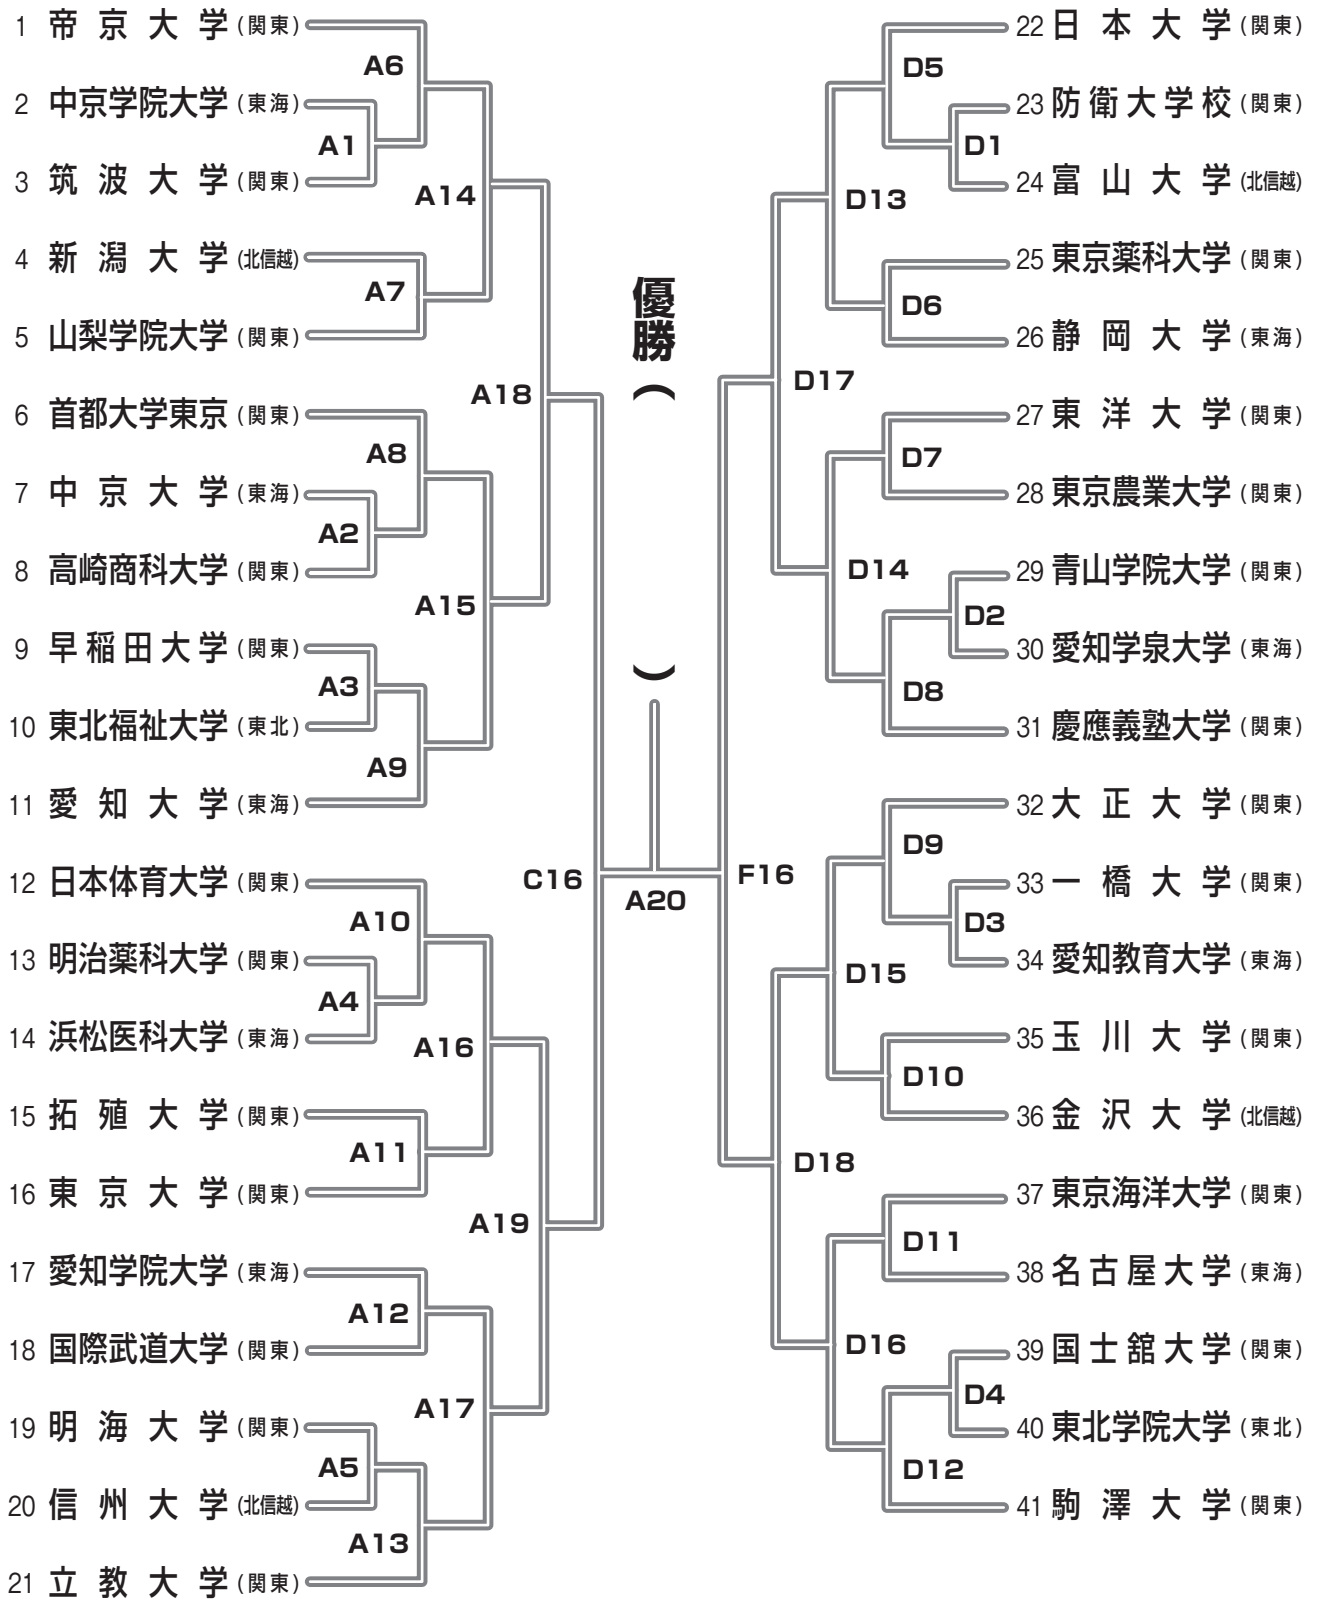 1 帝京大学(関東)
A6
2 中京学院大学(東海)
A1
3 筑波大学(関東)
A14
4 新潟大学(北信越)
A7
5 山梨学院大学(関東)
A18
6 首都大学東京(関東)
A8
7 中京大学(東海)
A2
8 高崎商科大学(関東)
A15
9 早稲田大学(関東)
A3
10 東北福祉大学(東北)
A9
11 愛知大学(東海)
C16
12 日本体育大学(関東)
A10
13 明治薬科大学(関東)
A4
14 浜松医科大学(東海)
A16
15 拓殖大学(関東)
A11
16 東京大学(関東)
A19
17 愛知学院大学(東海)
A12
18 国際武道大学(関東)
A17
19 明海大学(関東)
A5
20 信州大学(北信越)
A13
21 立教大学(関東)
優勝( )
A20
22 日本大学(関東)
D5
23 防衛大学校(関東)
D1
24 富山大学(北信越)
D13
25 東京薬科大学(関東)
D6
26 静岡大学(東海)
D17
27 東洋大学(関東)
D7
28 東京農業大学(関東)
D14
29 青山学院大学(関東)
D2
30 愛知学泉大学(東海)
D8
31 慶應義塾大学(関東)
F16
32 大正大学(関東)
D9
33 一橋大学(関東)
D3
34 愛知教育大学(東海)
D15
35 玉川大学(関東)
D10
36 金沢大学(北信越)
D18
37 東京海洋大学(関東)
D11
38 名古屋大学(東海)
D16
39 国士舘大学(関東)
D4
40 東北学院大学(東北)
D12
41 駒澤大学(関東)